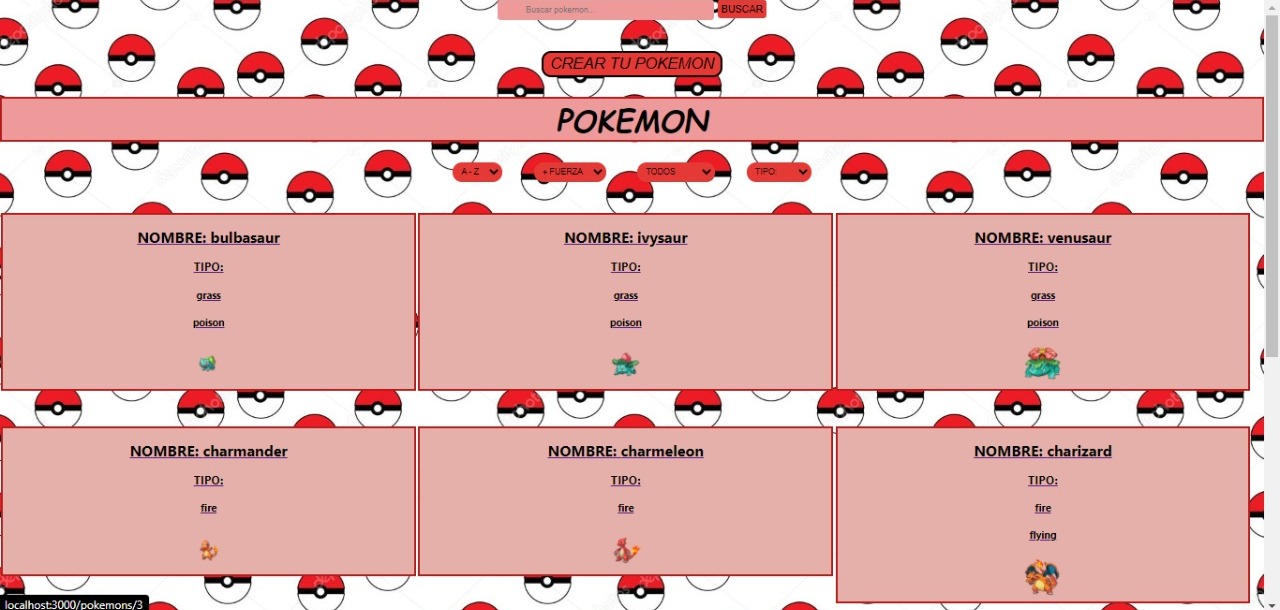 Buscar pokemon...
BUSCAR
CREAR TU POKEMON
POKEMON
A - Z
+ FUERZA
TODOS
TIPO:
NOMBRE: bulbasaur
TIPO:
grass
poison
NOMBRE: ivysaur
TIPO:
grass
poison
NOMBRE: venusaur
TIPO:
grass
poison
NOMBRE: charmander
TIPO:
fire
NOMBRE: charmeleon
TIPO:
fire
NOMBRE: charizard
TIPO:
fire
flying
localhost:3000/pokemons/3